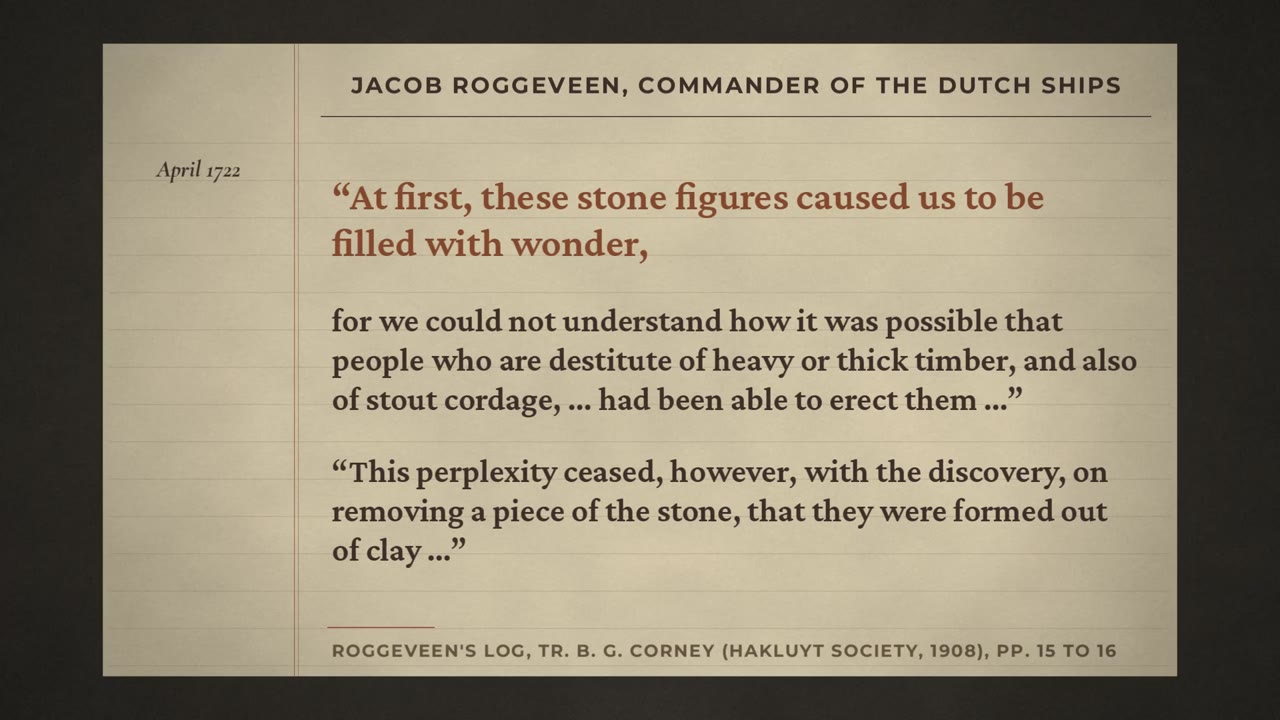 JACOB ROGGEVEEN, COMMANDER OF THE DUTCH SHIPS
April 1722
“At first, these stone figures caused us to be
filled with wonder,
for we could not understand how it was possible that
people who are destitute of heavy or thick timber, and also
of stout cordage, ... had been able to erect them ...”
“This perplexity ceased, however, with the discovery, on
removing a piece of the stone, that they were formed out
of clay ...”
ROGGEVEEN'S LOG, TR. B. G. CORNEY (HAKLUYT SOCIETY, 1908), PP. 15 TO 16